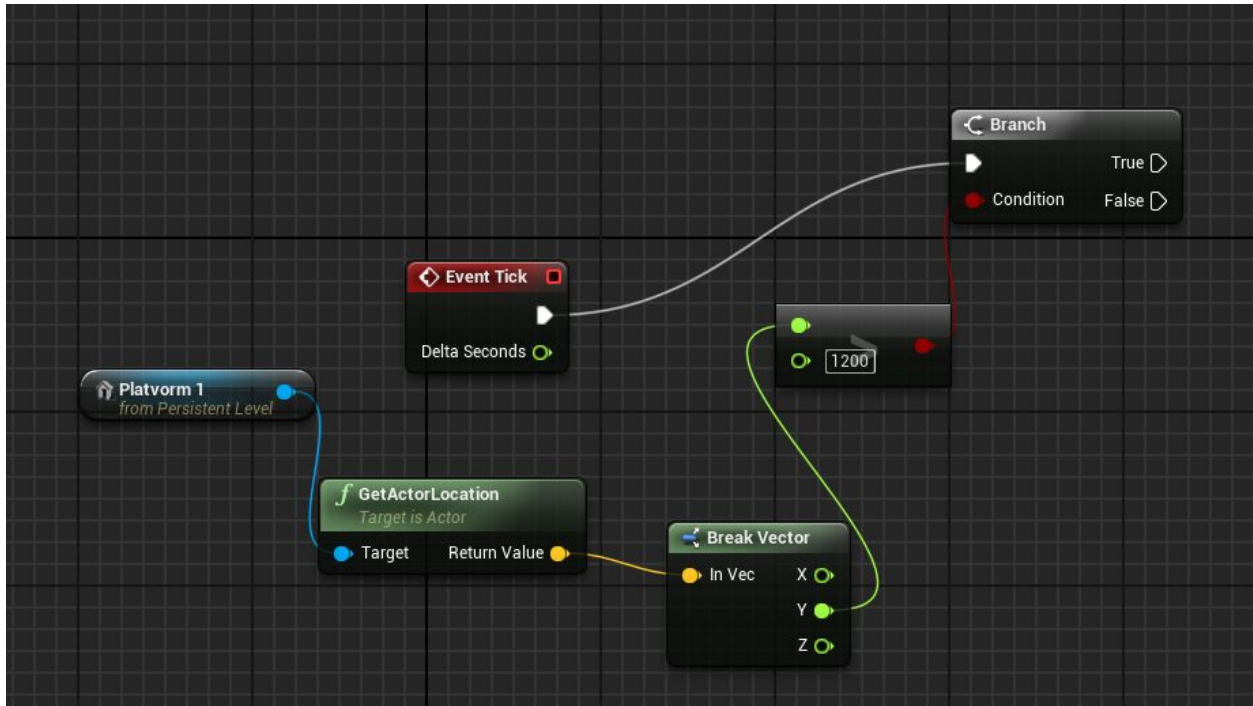 Branch
True
Condition False
Event Tick
Delta Seconds
>
1200
Platvorm 1
from Persistent Level
f GetActorLocation
Target is Actor
Target Return Value
Break Vector
In Vec X
Y
Z